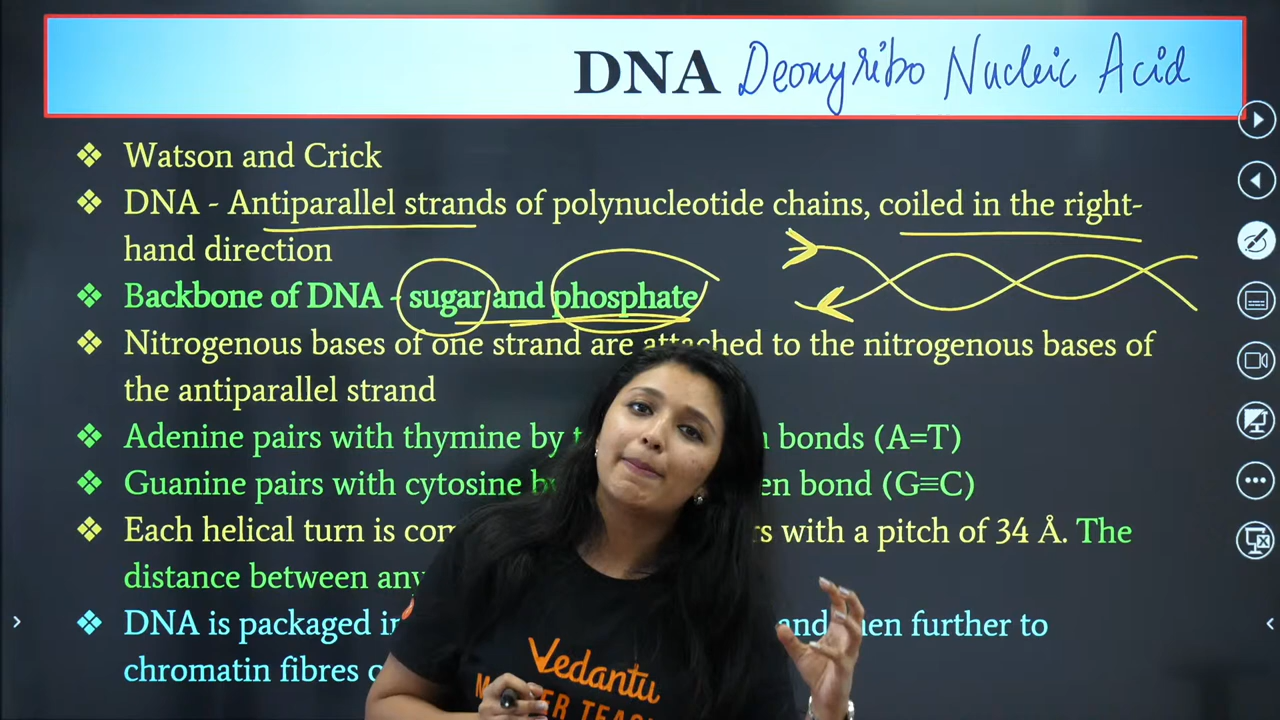 DNA Deoxyribo Nucleic Acid
❖ Watson and Crick
❖ DNA - Antiparallel strands of polynucleotide chains, coiled in the right-
hand direction
❖ Backbone of DNA - sugar and phosphate
❖ Nitrogenous bases of one strand are attached to the nitrogenous bases of
the antiparallel strand
❖ Adenine pairs with thymine by bonds (A=T)
❖ Guanine pairs with cytosine bond (G≡C)
❖ Each helical turn is with a pitch of 34 Å. The
distance between any
❖ DNA is packaged and further to
chromatin fibres
Vedantu
MASTER TEACHER